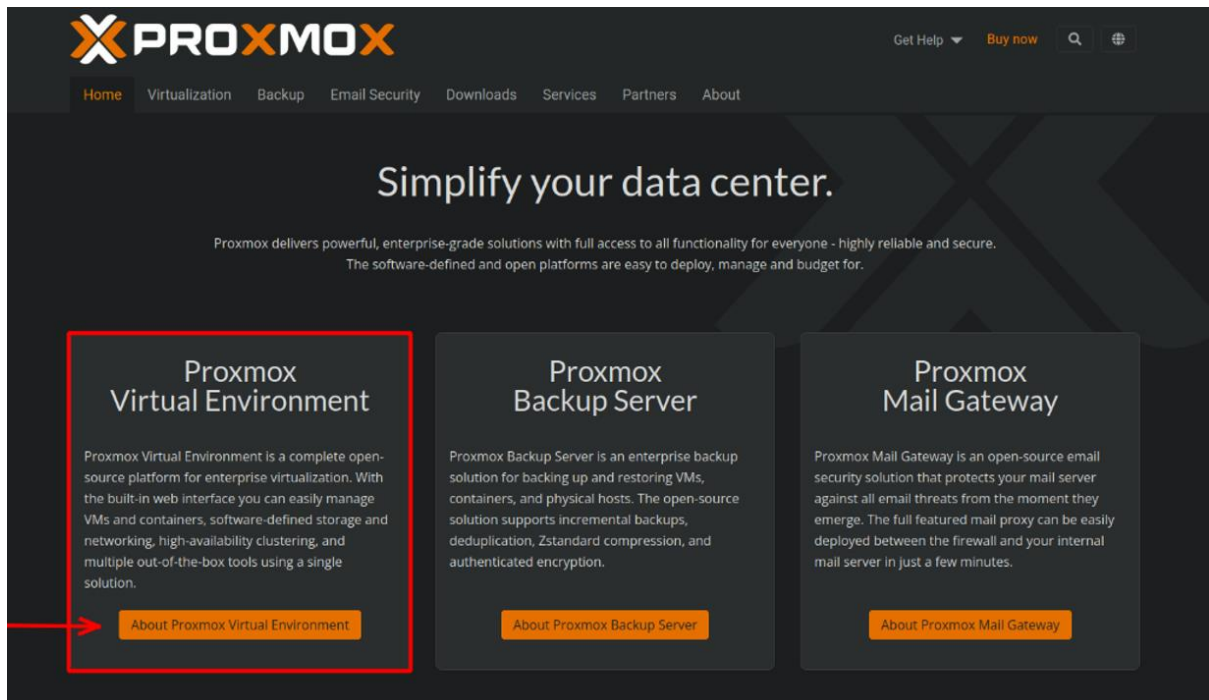 PROXMOX
Get Help
Buy now
Home
Virtualization
Backup
Email Security
Downloads
Services
Partners
About
Simplify your data center.
Proxmox delivers powerful, enterprise-grade solutions with full access to all functionality for everyone - highly reliable and secure.
The software-defined and open platforms are easy to deploy, manage and budget for.
Proxmox
Virtual Environment
Proxmox Virtual Environment is a complete open-
source platform for enterprise virtualization. With
the built-in web interface you can easily manage
VMs and containers, software-defined storage and
networking, high-availability clustering, and
multiple out-of-the-box tools using a single
solution.
About Proxmox Virtual Environment
Proxmox
Backup Server
Proxmox Backup Server is an enterprise backup
solution for backing up and restoring VMs,
containers, and physical hosts. The open-source
solution supports incremental backups,
deduplication, Zstandard compression, and
authenticated encryption.
About Proxmox Backup Server
Proxmox
Mail Gateway
Proxmox Mail Gateway is an open-source email
security solution that protects your mail server
against all email threats from the moment they
emerge. The full featured mail proxy can be easily
deployed between the firewall and your internal
mail server in just a few minutes.
About Proxmox Mail Gateway